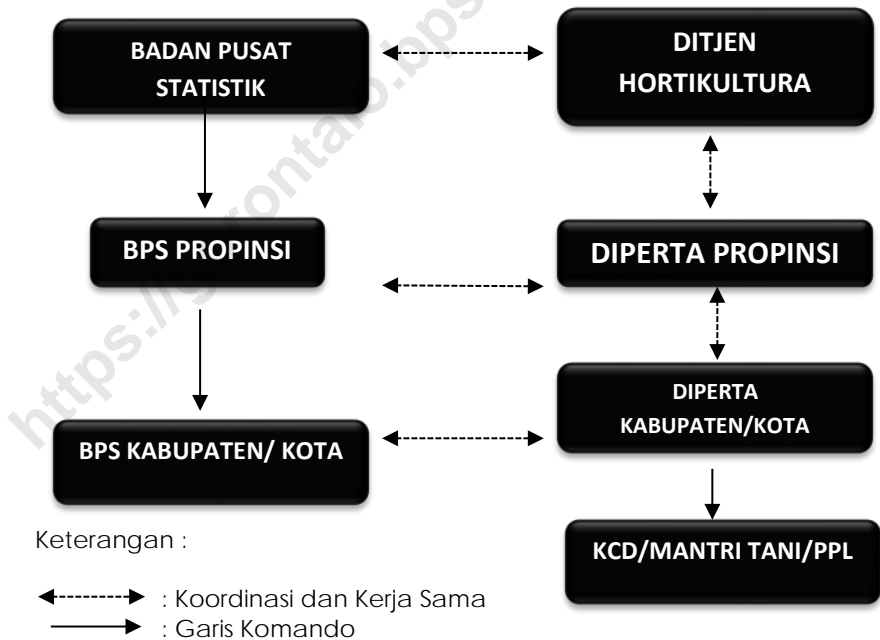 BADAN PUSAT
STATISTIK
DITJEN
HORTIKULTURA
BPS PROPINSI
DIPERTA PROPINSI
DIPERTA
KABUPATEN/KOTA
BPS KABUPATEN/ KOTA
KCD/MANTRI TANI/PPL
Keterangan :
: Koordinasi dan Kerja Sama
: Garis Komando